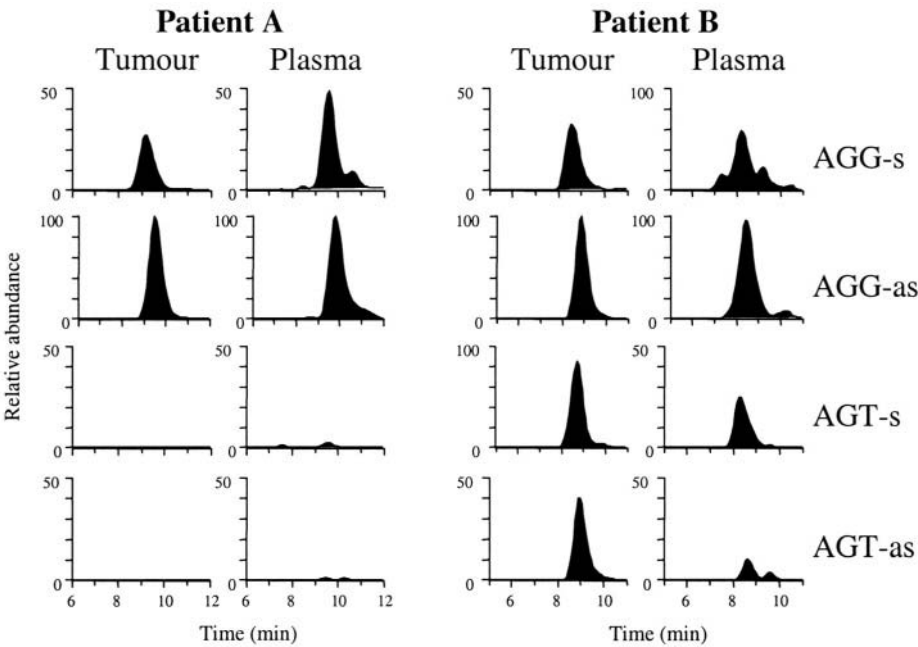 Patient A Patient B
Tumour Plasma Tumour Plasma
50 50 50 100
0 0 0 0
AGG-s
100 100 100 100
0 0 0 0
AGG-as
50 50 100 50
0 0 0 0
AGT-s
50 50 50 50
0 0 0 0
AGT-as
Relative abundance
6 8 10 12 8 10 12 6 8 10 6 8 10
Time (min) Time (min)